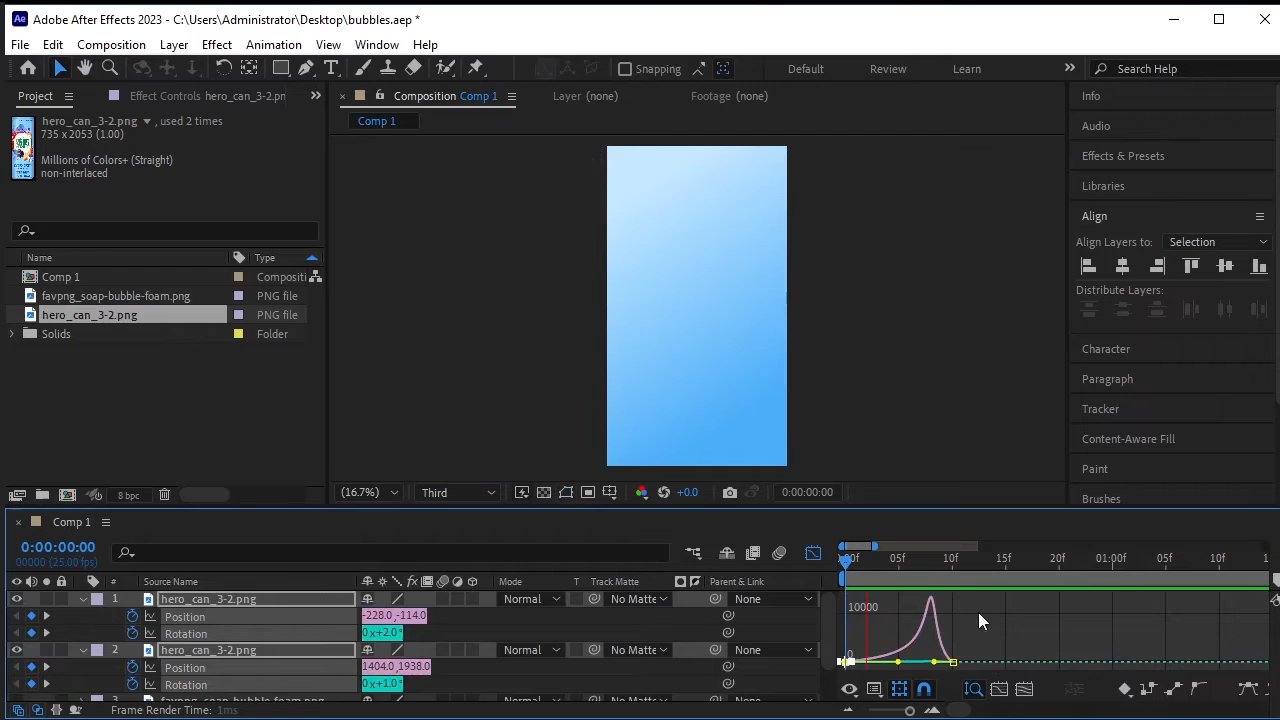 Adobe After Effects 2023 - C:\Users\Administrator\Desktop\bubbles.aep *
File Edit Composition Layer Effect Animation View Window Help
Snapping Default Review Learn Search Help
Project Effect Controls hero_can_3-2.pn Composition Comp 1 Layer (none) Footage (none) Info
hero_can_3-2.png , used 2 times Comp 1
735 x 2053 (1.00) Audio
Millions of Colors+ (Straight) Effects & Presets
non-interlaced
Libraries
Align
Align Layers to: Selection
Name Type
Comp 1 Compositi
favpng_soap-bubble-foam.png PNG file Distribute Layers:
hero_can_3-2.png PNG file
Solids Folder
Character
Paragraph
Tracker
Content-Aware Fill
Paint
8 bpc (16.7%) Third +0.0 0:00:00:00 Brushes
Comp 1
0:00:00:00
00000 (25.00 fps)
:00f 05f 10f 15f 20f 01:00f 05f 10f 1
# Source Name Mode T Track Matte Parent & Link
1 hero_can_3-2.png Normal No Matte None
Position -228.0,-114.0 10000
Rotation 0x+2.0°
2 hero_can_3-2.png Normal No Matte None 0
Position 1404.0,1938.0
Rotation 0x+1.0°
Frame Render Time: 1ms